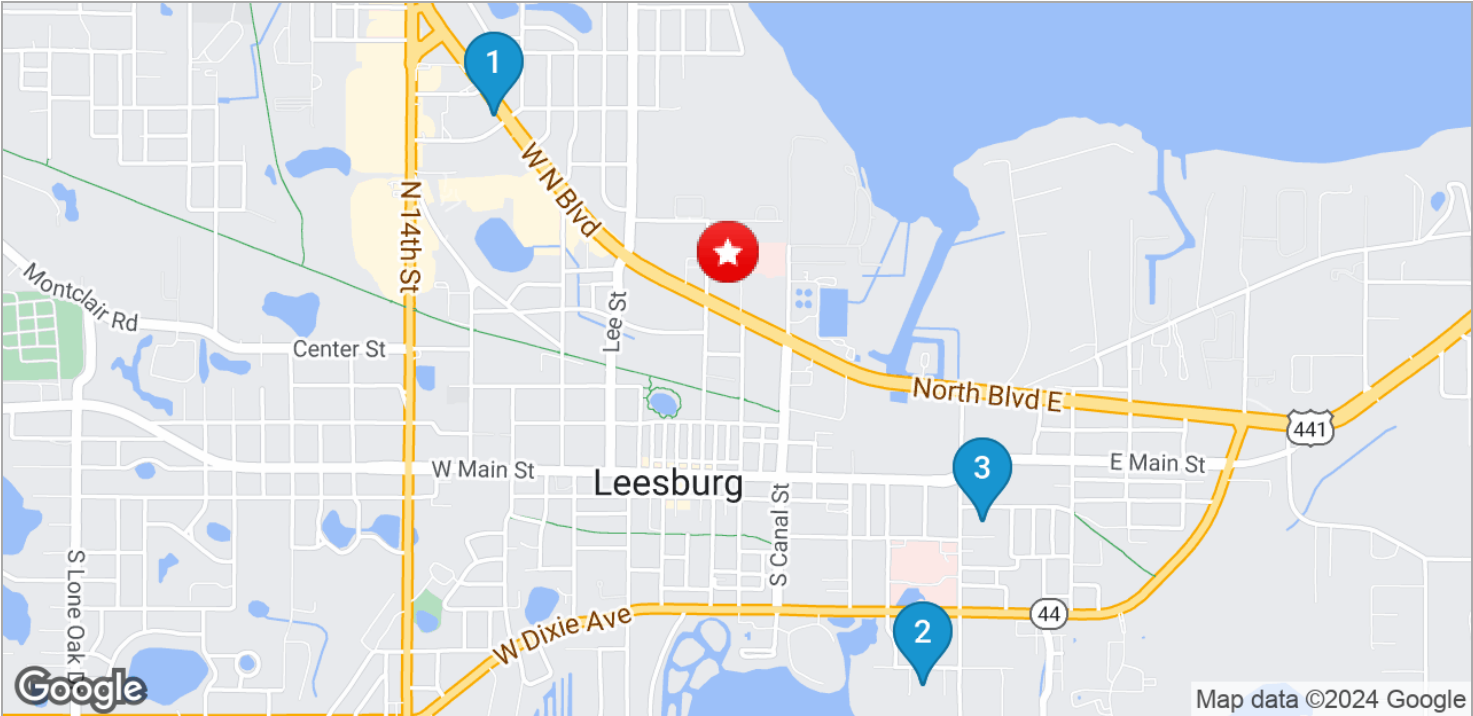 1
W N Blvd
N 14th St
Montclair Rd
Lee St
Center St
North Blvd E
441
W Main St
Leesburg
3
E Main St
S Canal St
S Lone Oak D
44
W Dixie Ave
2
Google
Map data ©2024 Google